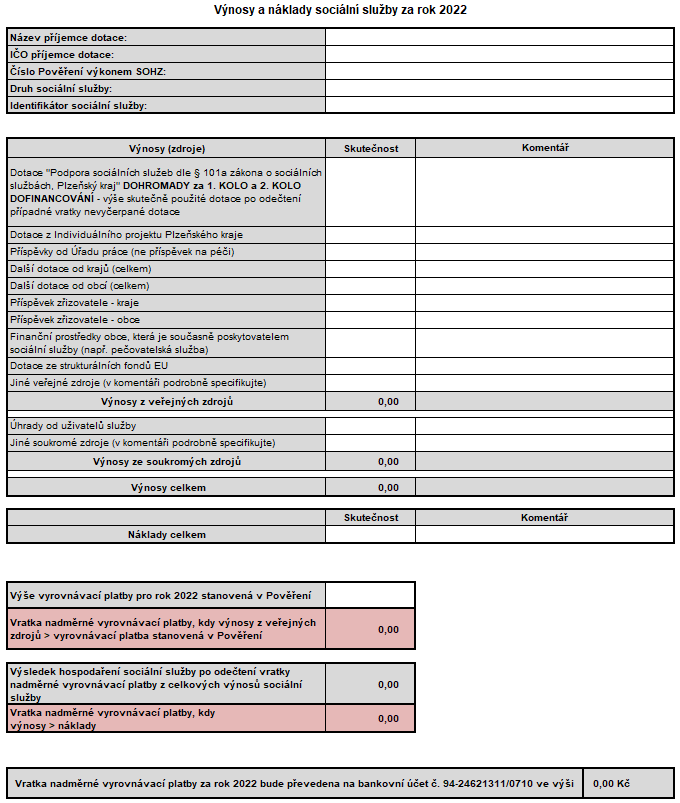 Výnosy a náklady sociální služby za rok 2022
Název příjemce dotace:
IČO příjemce dotace:
Číslo Pověření výkonem SOHZ:
Druh sociální služby:
Identifikátor sociální služby:
Výnosy (zdroje) Skutečnost Komentář
Dotace "Podpora sociálních služeb dle § 101a zákona o sociálních
službách, Plzeňský kraj" DOHROMADY za 1. KOLO a 2. KOLO
DOFINANCOVÁNÍ - výše skutečně použité dotace po odečtení
případné vratky nevyčerpané dotace
Dotace z Individuálního projektu Plzeňského kraje
Příspěvky od Úřadu práce (ne příspěvek na péči)
Další dotace od krajů (celkem)
Další dotace od obcí (celkem)
Příspěvek zřizovatele - kraje
Příspěvek zřizovatele - obce
Finanční prostředky obce, která je současně poskytovatelem
sociální služby (např. pečovatelská služba)
Dotace ze strukturálních fondů EU
Jiné veřejné zdroje (v komentáři podrobně specifikujte)
Výnosy z veřejných zdrojů 0,00
Úhrady od uživatelů služby
Jiné soukromé zdroje (v komentáři podrobně specifikujte)
Výnosy ze soukromých zdrojů 0,00
Výnosy celkem 0,00
Skutečnost Komentář
Náklady celkem
Výše vyrovnávací platby pro rok 2022 stanovená v Pověření
Vratka nadměrné vyrovnávací platby, kdy výnosy z veřejných
zdrojů > vyrovnávací platba stanovená v Pověření 0,00
Výsledek hospodaření sociální služby po odečtení vratky
nadměrné vyrovnávací platby z celkových výnosů sociální 0,00
služby
Vratka nadměrné vyrovnávací platby, kdy
výnosy > náklady 0,00
Vratka nadměrné vyrovnávací platby za rok 2022 bude převedena na bankovní účet č. 94-24621311/0710 ve výši 0,00 Kč